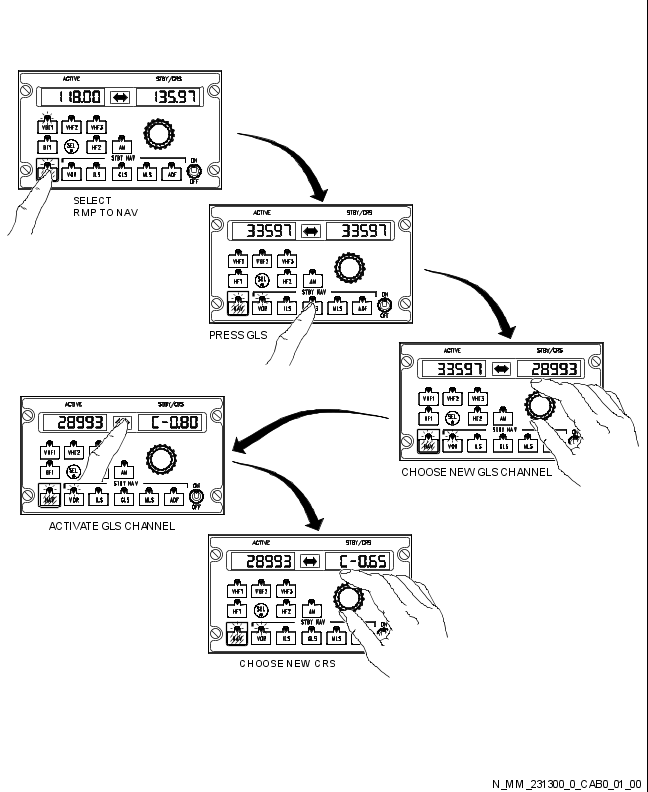 ACTIVE STBY/CRS
118.00 135.97
VHF1 VHF2 VHF3
HF1 SEL HF2 AM
STBY NAV ON
VOR ILS GLS MLS ADF
OFF
SELECT
RMP TO NAV
ACTIVE STBY/CRS
33597 33597
VHF1 VHF2 VHF3
HF1 SEL HF2 AM
STBY NAV ON
NAV VOR ILS MLS ADF
OFF
PRESS GLS
ACTIVE STBY/CRS
33597 28993
VHF1 VHF2 VHF3
HF1 SEL HF2 AM
STBY NAV
NAV VOR ILS GLS MLS
CHOOSE NEW GLS CHANNEL
ACTIVE STBY/CRS
28993 C-0.80
VHF1 VHF2
HF1 SEL AM
STBY NAV ON
NAV VOR ILS GLS MLS ADF
OFF
ACTIVATE GLS CHANNEL
ACTIVE STBY/CRS
28993 C-0.65
VHF1 VHF2 VHF3
HF1 SEL HF2 AM
STBY NAV ON
NAV VOR ILS GLS MLS
CHOOSE NEW CRS
N_MM_231300_0_CAB0_01_00